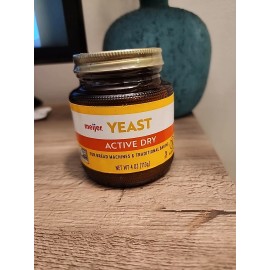 meijer YEAST
ACTIVE DRY
FOR BREAD MACHINES & TRADITIONAL BAKING
NET WT 4 OZ (113g)